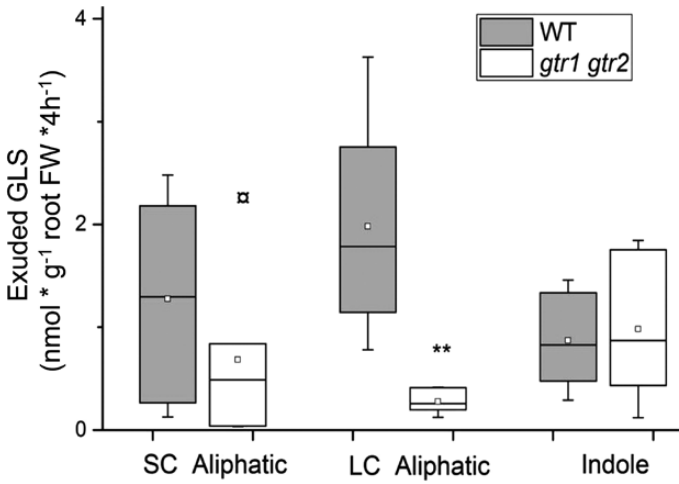 Exuded GLS
(nmol * g⁻¹ root FW *4h⁻¹)
4
2
0
WT
gtr1 gtr2
¤
**
SC Aliphatic
LC Aliphatic
Indole